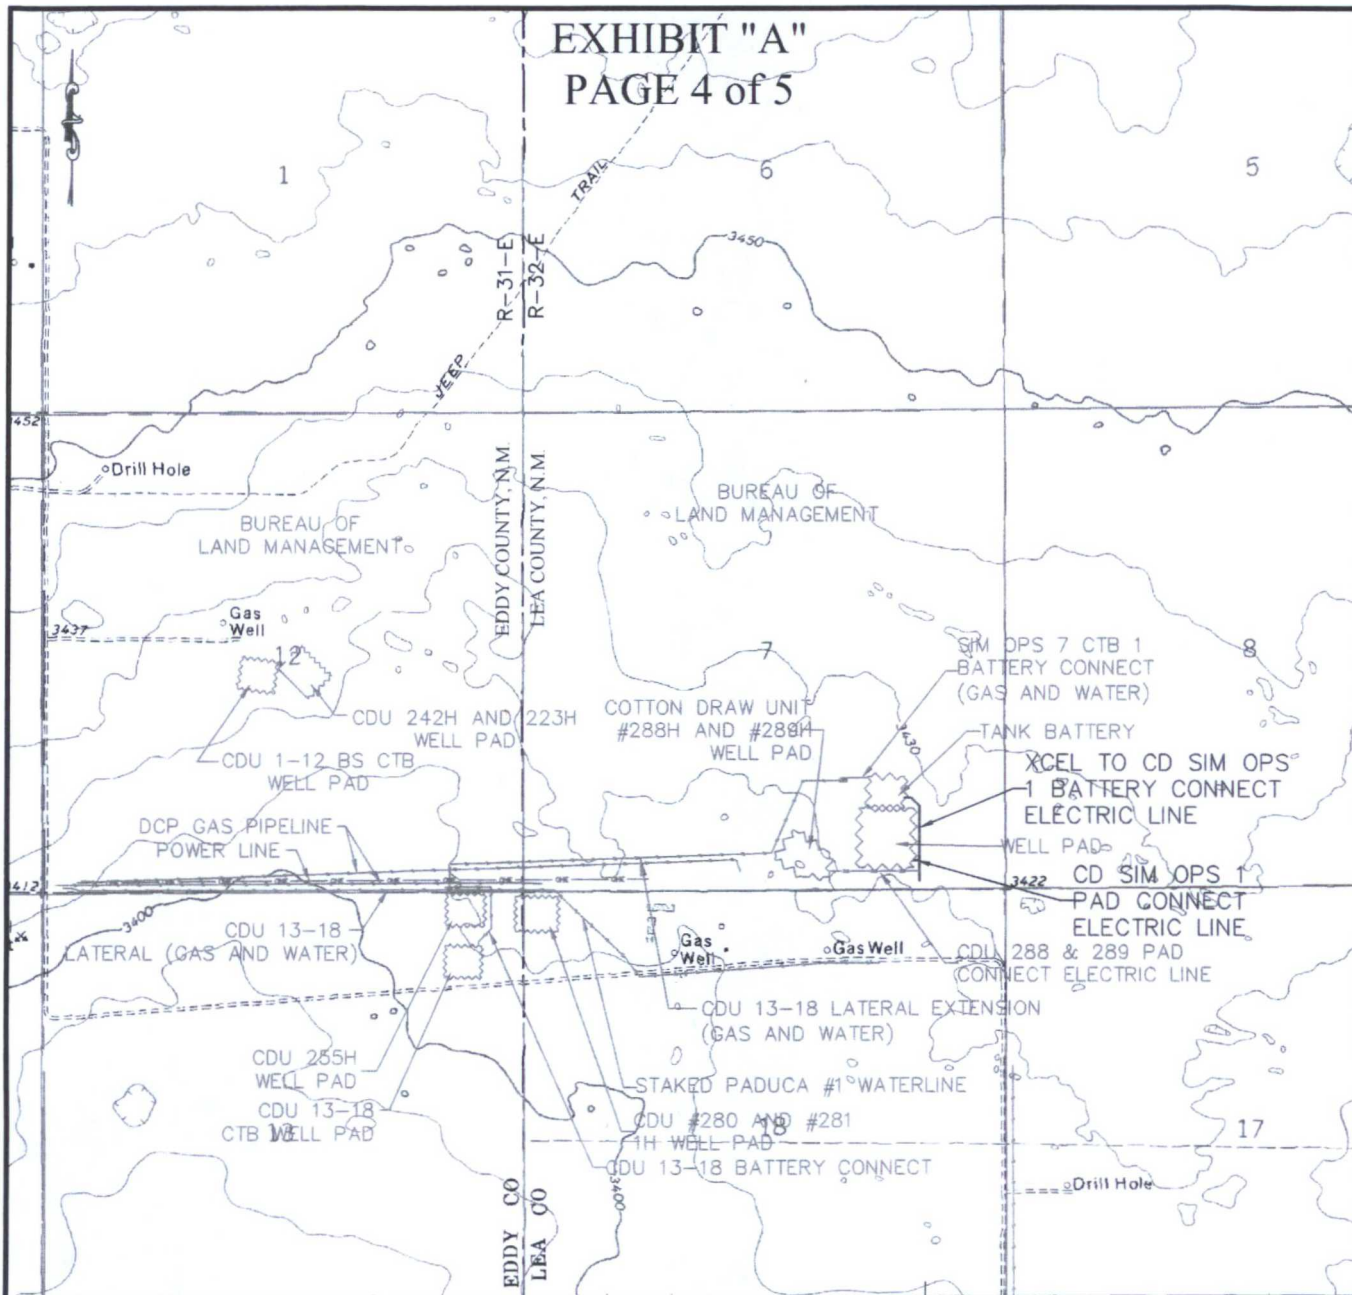 EXHIBIT "A"
PAGE 4 of 5
1
6
5
TRAIL
3450
R-31-E
R-32-E
JEEP
3452
Drill Hole
EDDY COUNTY, N.M.
LEA COUNTY, N.M.
BUREAU OF
LAND MANAGEMENT
BUREAU OF
LAND MANAGEMENT
Gas
Well
3437
12
7
8
SIM OPS 7 CTB 1
BATTERY CONNECT
(GAS AND WATER)
CDU 242H AND 223H
WELL PAD
COTTON DRAW UNIT
#288H AND #289H
WELL PAD
3430
TANK BATTERY
CDU 1-12 BS CTB
WELL PAD
XCEL TO CD SIM OPS
1 BATTERY CONNECT
ELECTRIC LINE
DCP GAS PIPELINE
POWER LINE
WELL PAD
3412
3422
CD SIM OPS 1
PAD CONNECT
ELECTRIC LINE
3400
CDU 13-18
LATERAL (GAS AND WATER)
Gas
Well
Gas Well
CDU 288 & 289 PAD
CONNECT ELECTRIC LINE
CDU 13-18 LATERAL EXTENSION
(GAS AND WATER)
CDU 255H
WELL PAD
STAKED PADUCA #1 WATERLINE
CDU 13-18
CTB WELL PAD
13
CDU #280 AND #281
1H WELL PAD
18
17
CDU 13-18 BATTERY CONNECT
3400
Drill Hole
EDDY CO
LEA CO